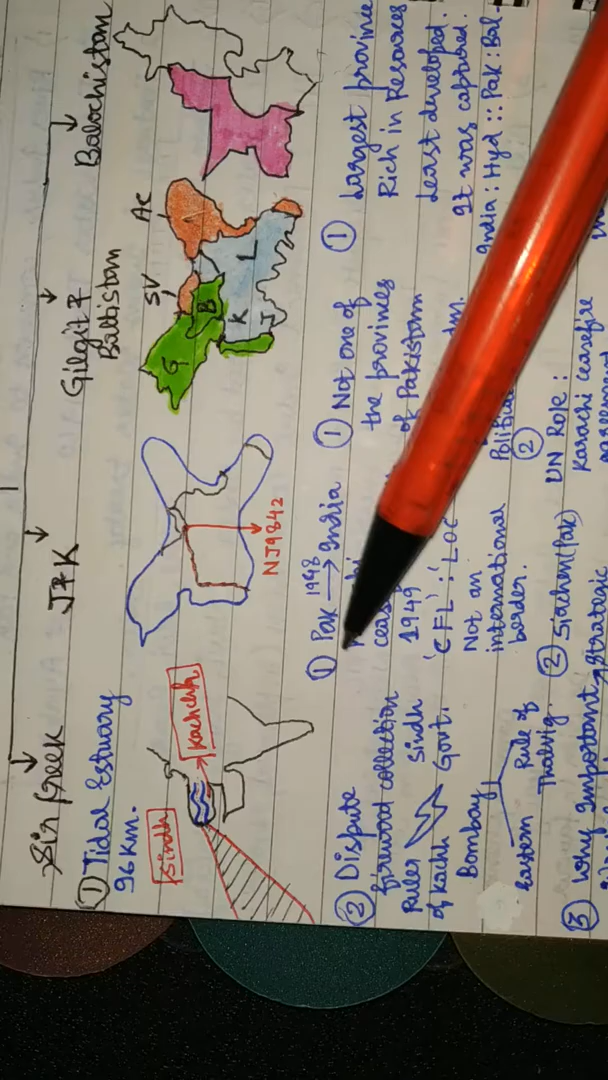 Sir Creek
① Tidal Estuary
96 Km.
Sindh
Kachchh
② Dispute
firewood collection
Ruler Sindh
of Kachh Govt.
Bombay
Eastern Rule of
Thalweg.
③ Why Important
J & K
NJ9842
① Pak 1948 → India
1949
'CFL' : 'LOC'
Not an
international
border.
② Siachen (Pak)
→ Strategic
Gilgit &
Baltistan
SV
AC
G
B
K
L
J
① Not one of
the provinces
of Pakistan
②
UN Role :
Karachi ceasefire
agreement
Balochistan
① Largest province
Rich in Resources
Least developed.
It was captured.
India : Hyd :: Pak : Bal-